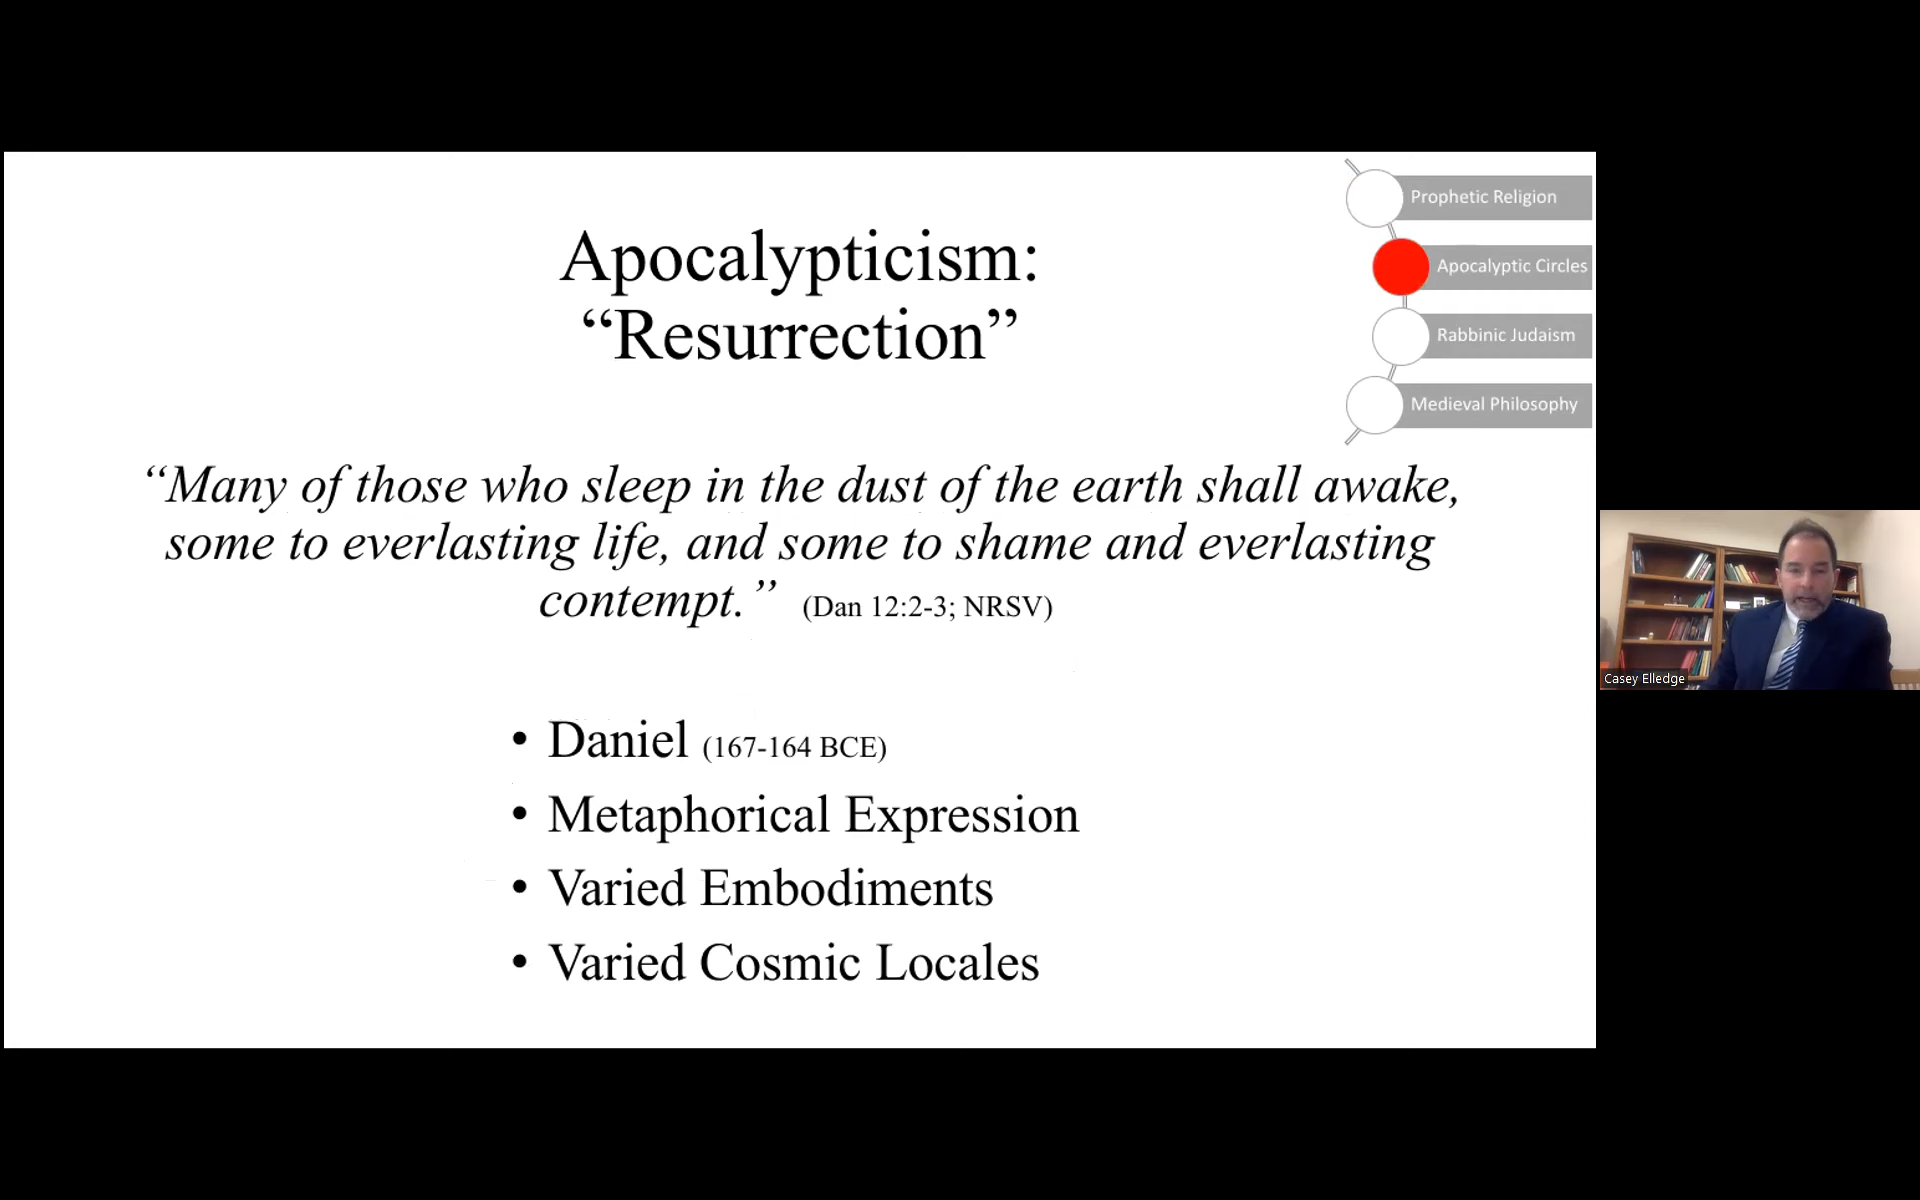 Apocalypticism:
“Resurrection”
Prophetic Religion
Apocalyptic Circles
Rabbinic Judaism
Medieval Philosophy
“Many of those who sleep in the dust of the earth shall awake,
some to everlasting life, and some to shame and everlasting
contempt.” (Dan 12:2-3; NRSV)
• Daniel (167-164 BCE)
• Metaphorical Expression
• Varied Embodiments
• Varied Cosmic Locales
Casey Elledge